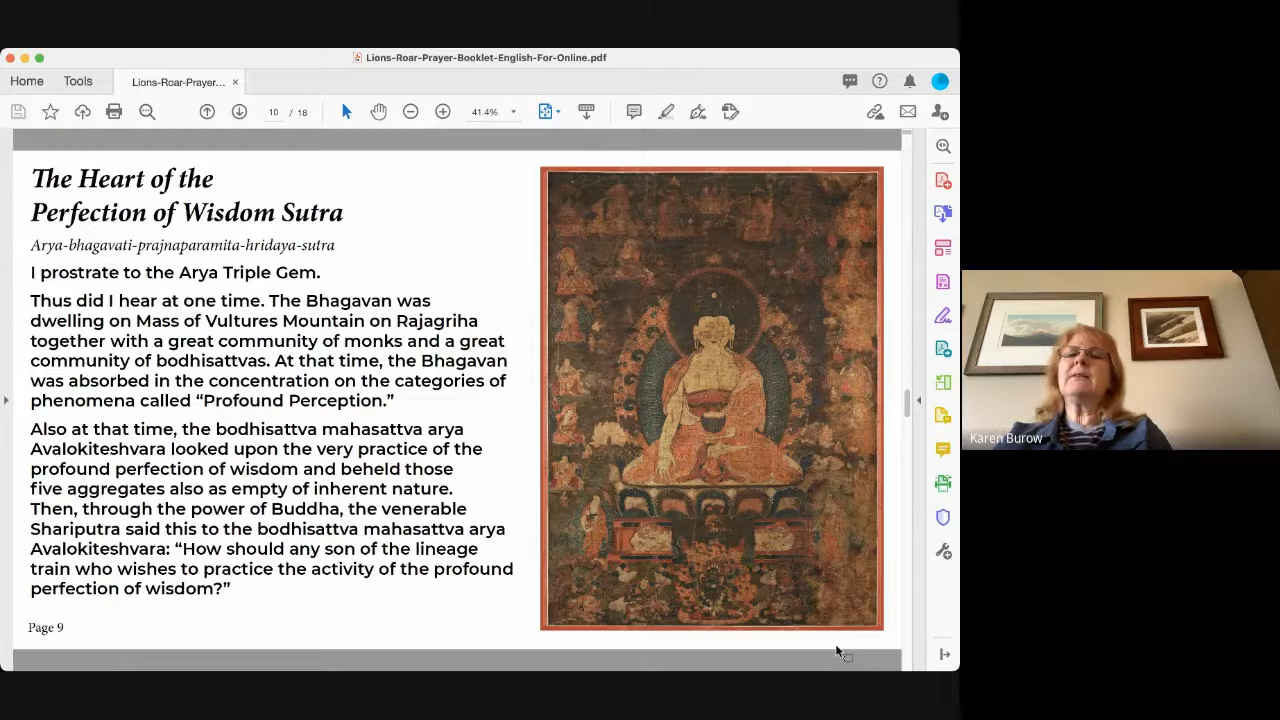 Lions-Roar-Prayer-Booklet-English-For-Online.pdf
Home
Tools
Lions-Roar-Prayer...
10 / 18
41.4%
The Heart of the
Perfection of Wisdom Sutra
Arya-bhagavati-prajnaparamita-hridaya-sutra
I prostrate to the Arya Triple Gem.
Thus did I hear at one time. The Bhagavan was
dwelling on Mass of Vultures Mountain on Rajagriha
together with a great community of monks and a great
community of bodhisattvas. At that time, the Bhagavan
was absorbed in the concentration on the categories of
phenomena called “Profound Perception.”
Also at that time, the bodhisattva mahasattva arya
Avalokiteshvara looked upon the very practice of the
profound perfection of wisdom and beheld those
five aggregates also as empty of inherent nature.
Then, through the power of Buddha, the venerable
Shariputra said this to the bodhisattva mahasattva arya
Avalokiteshvara: “How should any son of the lineage
train who wishes to practice the activity of the profound
perfection of wisdom?”
Page 9
Karen Burow